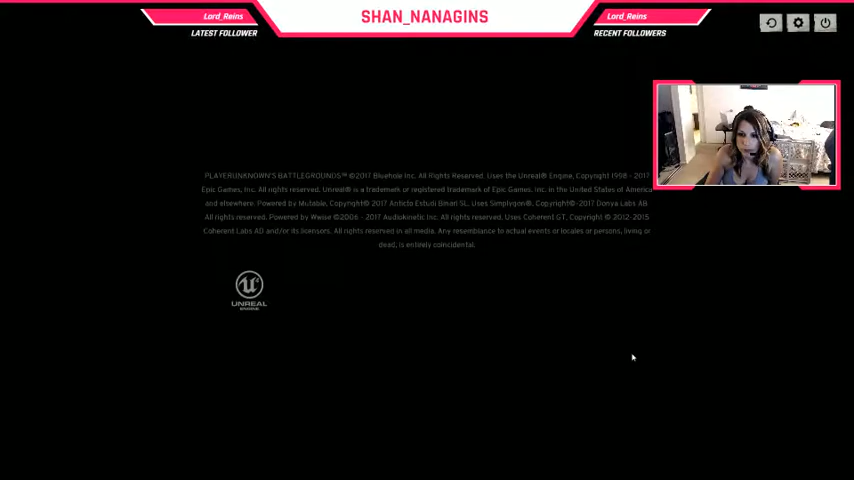 Lord_Reins
SHAN_NANAGINS
Lord_Reins
LATEST FOLLOWER
RECENT FOLLOWERS
PLAYERUNKNOWN'S BATTLEGROUNDS™ ©2017 Bluehole Inc. All Rights Reserved. Uses the Unreal® Engine, Copyright 1998 - 2017
Epic Games, Inc. All rights reserved. Unreal® is a trademark or registered trademark of Epic Games, Inc. in the United States of America
and elsewhere. Powered by Mutable, Copyright© 2017 Anticto Estudi Binari SL, Uses Simplygon®, Copyright©-2017 Donya Labs AB
All rights reserved. Powered by Wwise ©2006 - 2017 Audiokinetic Inc. All rights reserved. Uses Coherent GT, Copyright © 2012-2015
Coherent Labs AD and/or its licensors. All rights reserved in all media. Any resemblance to actual events or locales or persons, living or
dead, is entirely coincidental.
UNREAL
ENGINE